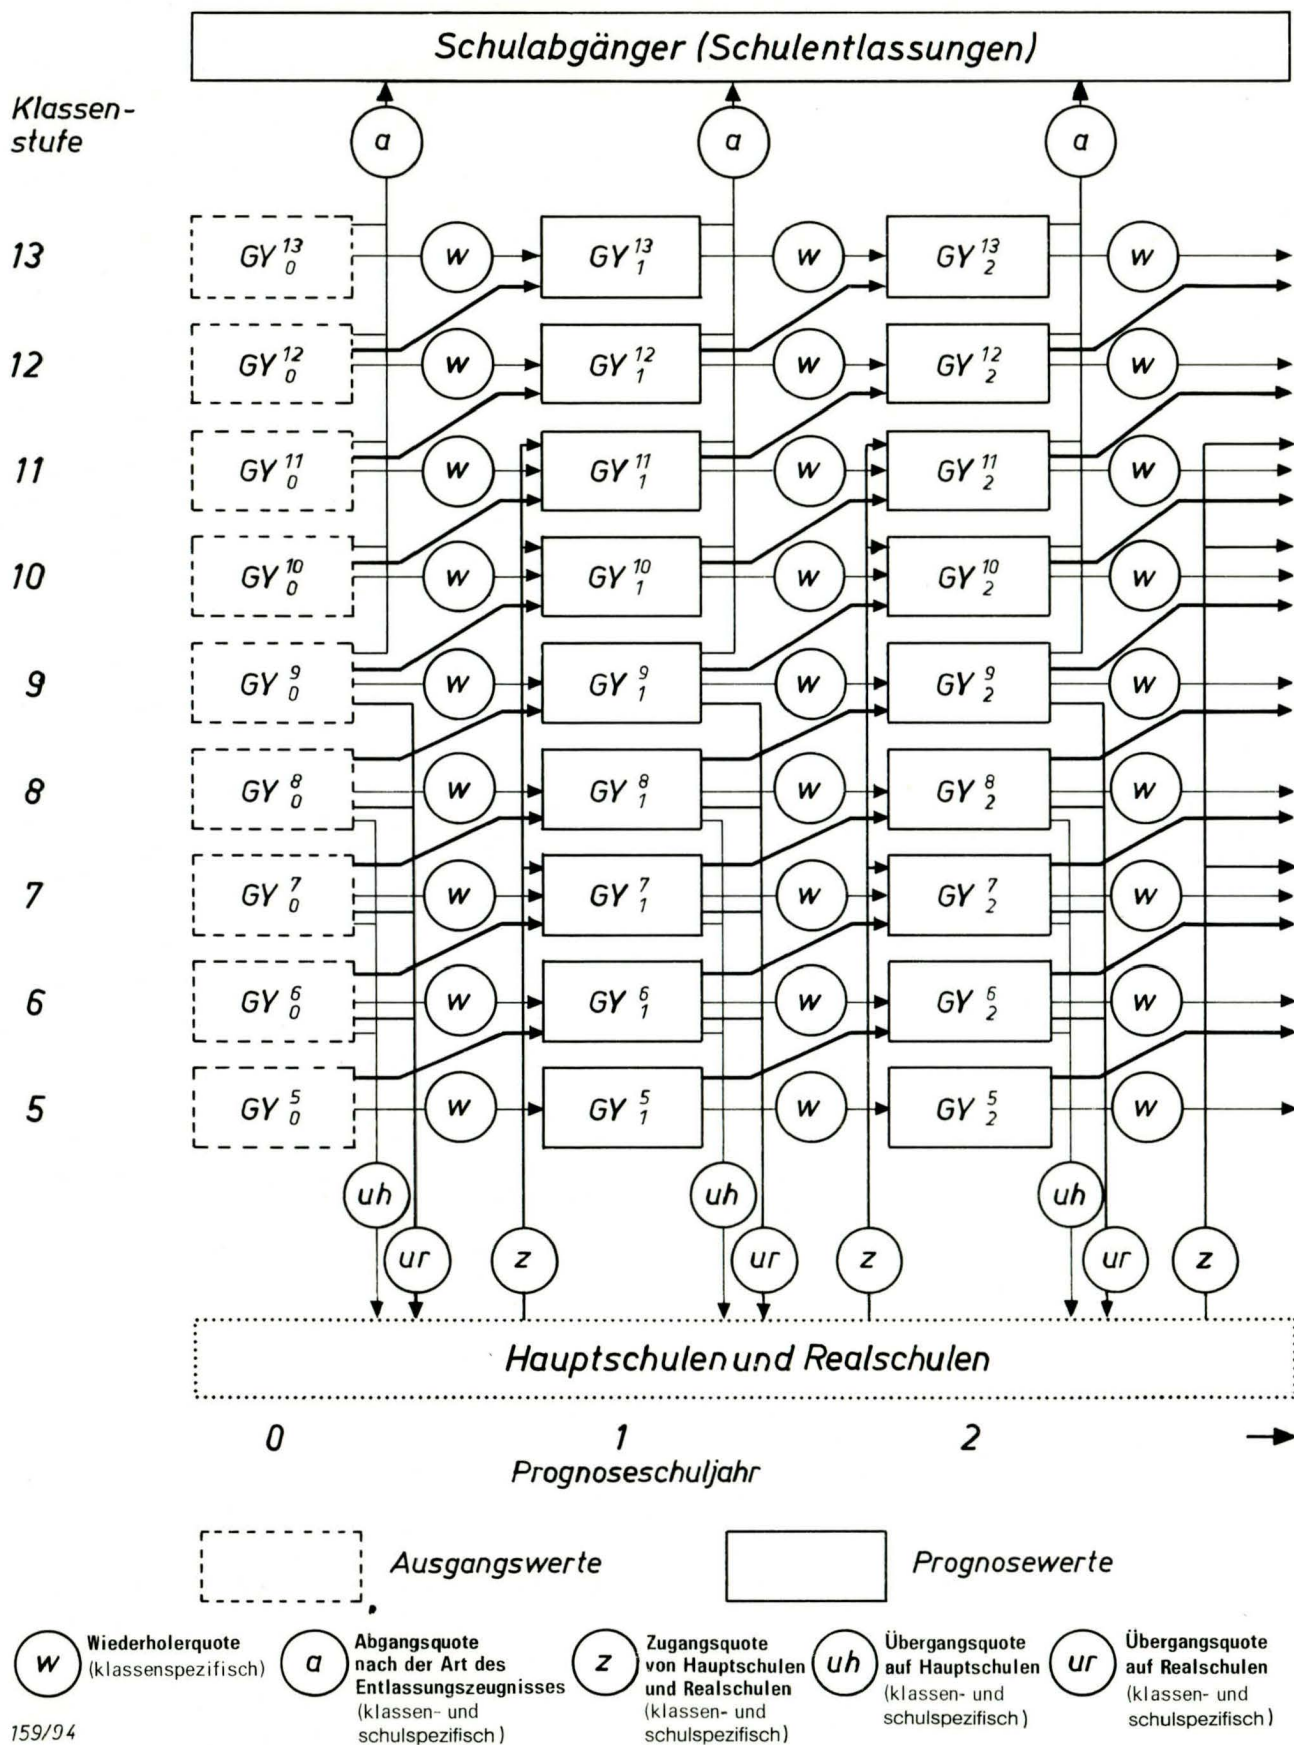 Schulabgänger (Schulentlassungen)
Klassen-
stufe
a a a
13 GY 13 0 w GY 13 1 w GY 13 2 w
12 GY 12 0 w GY 12 1 w GY 12 2 w
11 GY 11 0 w GY 11 1 w GY 11 2 w
10 GY 10 0 w GY 10 1 w GY 10 2 w
9 GY 9 0 w GY 9 1 w GY 9 2 w
8 GY 8 0 w GY 8 1 w GY 8 2 w
7 GY 7 0 w GY 7 1 w GY 7 2 w
6 GY 6 0 w GY 6 1 w GY 6 2 w
5 GY 5 0 w GY 5 1 w GY 5 2 w
uh uh uh
ur z ur z ur z
Hauptschulen und Realschulen
0 1 2
Prognoseschuljahr
Ausgangswerte
Prognosewerte
w
Wiederholerquote
(klassenspezifisch)
a
Abgangsquote
nach der Art des
Entlassungszeugnisses
(klassen- und
schulspezifisch)
z
Zugangsquote
von Hauptschulen
und Realschulen
(klassen- und
schulspezifisch)
uh
Übergangsquote
auf Hauptschulen
(klassen- und
schulspezifisch)
ur
Übergangsquote
auf Realschulen
(klassen- und
schulspezifisch)
159/94